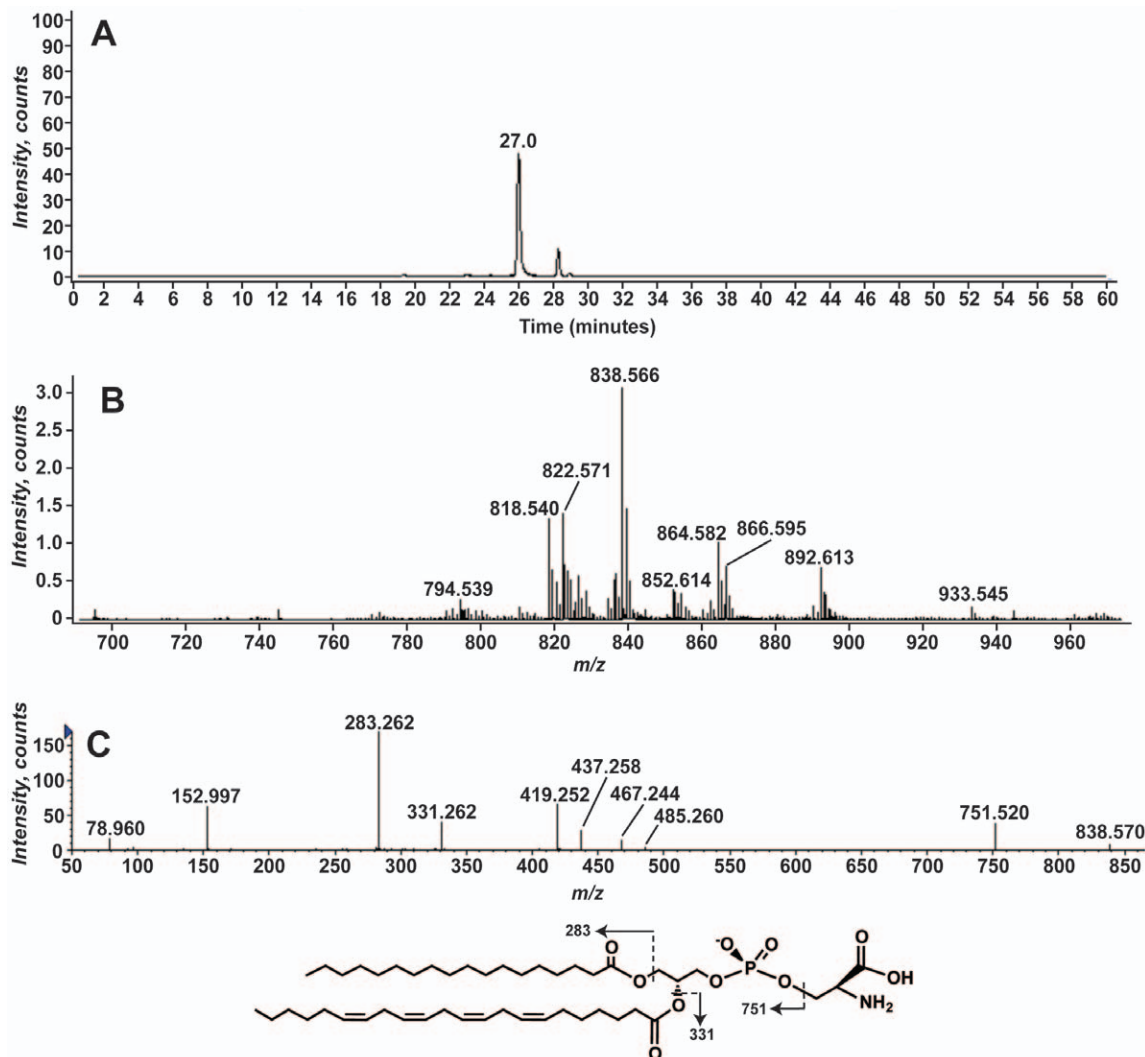 A
Intensity, counts
100
90
80
70
60
50
40
30
20
10
0
27.0
0 2 4 6 8 10 12 14 16 18 20 22 24 26 28 30 32 34 36 38 40 42 44 46 48 50 52 54 56 58 60
Time (minutes)
B
Intensity, counts
3.0
2.5
2.0
1.5
1.0
0.5
0
838.566
822.571
818.540
864.582
866.595
892.613
852.614
794.539
933.545
700 720 740 760 780 800 820 840 860 880 900 920 940 960
m/z
C
Intensity, counts
150
100
50
0
283.262
437.258
152.997
331.262
419.252
467.244
485.260
751.520
78.960
838.570
50 100 150 200 250 300 350 400 450 500 550 600 650 700 750 800 850
m/z
283
O
-O
O
P
O
O
O
O
OH
NH2
O
751
331
O